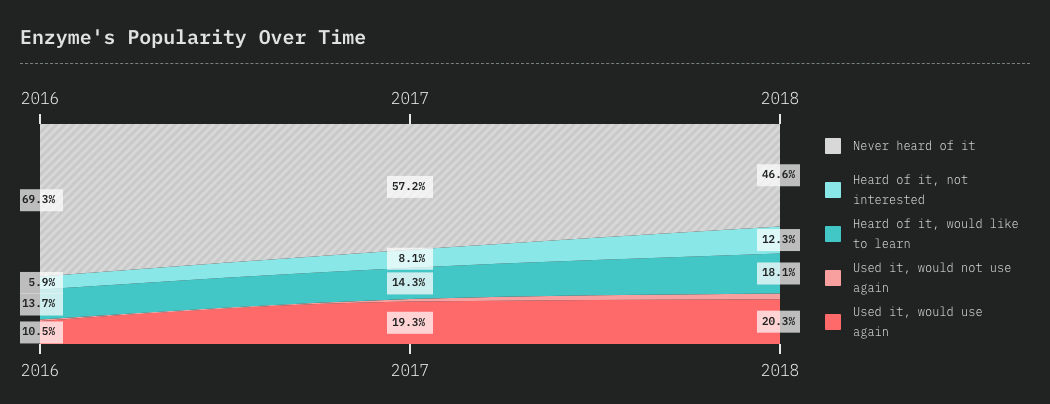 Enzyme's Popularity Over Time
2016 2017 2018
69.3% 57.2% 46.6%
5.9% 8.1% 12.3%
13.7% 14.3% 18.1%
10.5% 19.3% 20.3%
2016 2017 2018
Never heard of it
Heard of it, not
interested
Heard of it, would like
to learn
Used it, would not use
again
Used it, would use
again